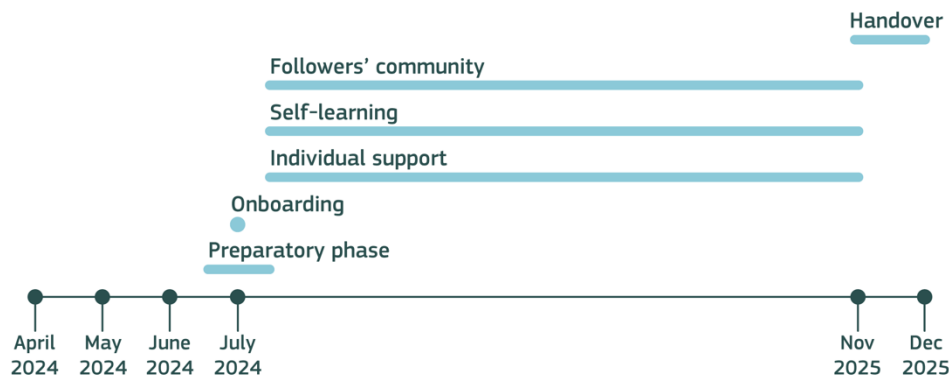 Handover
Followers’ community
Self-learning
Individual support
Onboarding
Preparatory phase
April May June July Nov Dec
2024 2024 2024 2024 2025 2025